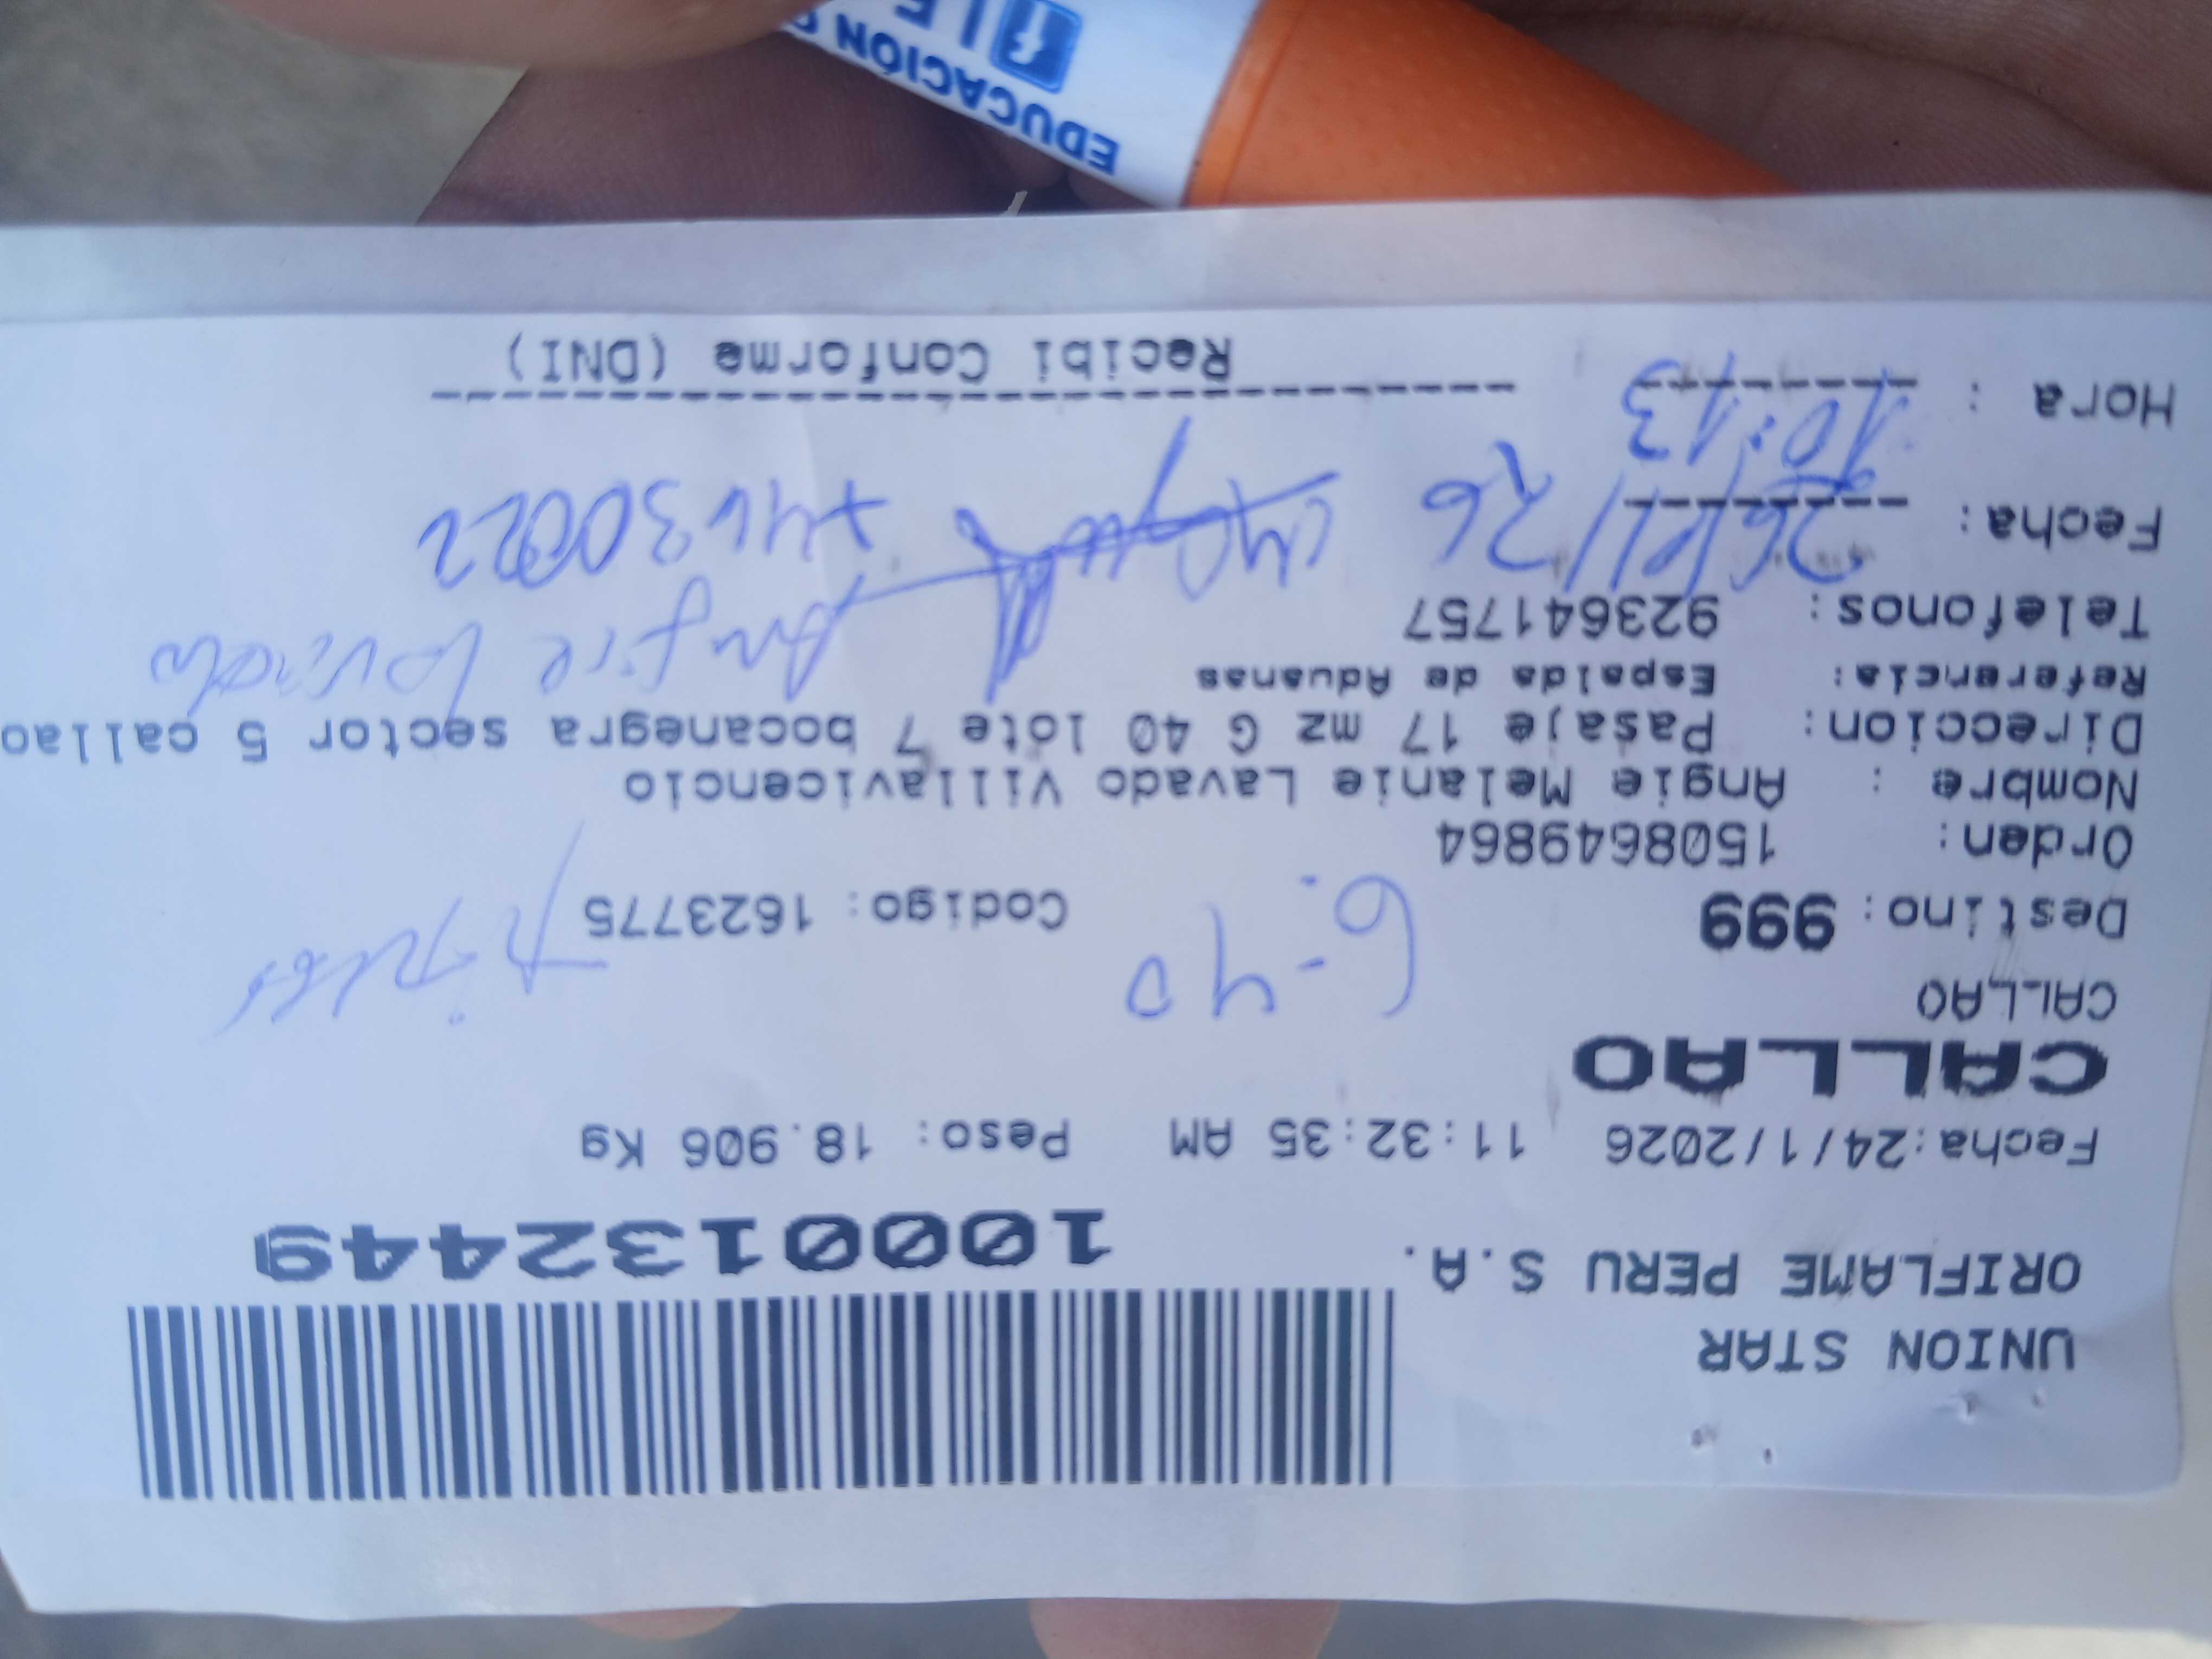 UNION STAR
ORIFLAME PERU S.A.
1000132449
Fecha:24/1/2026 11:32:35 AM Peso: 18.906 Kg
CALLAO
CALLAO
G-40
Destino: 999 Codigo: 1623775
Orden: 1508649864
Nombre : Angie Melanie Lavado Villavicencio
Direccion: Pasaje 17 mz G 40 lote 7 bocanegra sector 5 callao
Referencia: Espalda de Aduanas
Telefonos: 923641757
Fecha: 26/01/26
Hora : 10:13
Recibi Conforme (DNI)
EDUCACIÓN